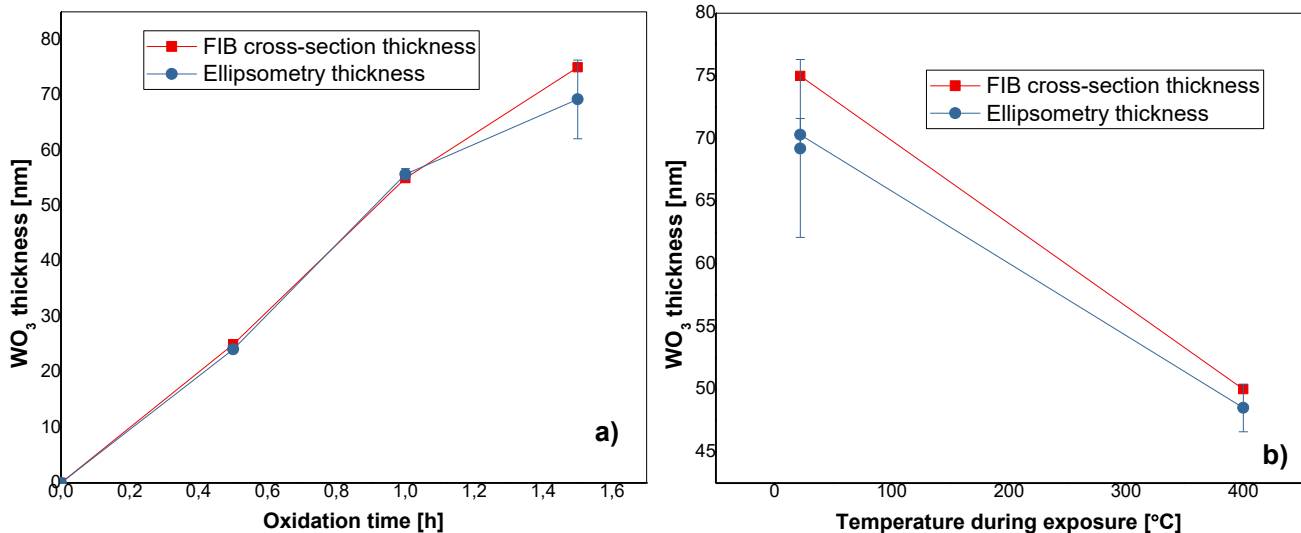 80
70
60
50
40
30
20
10
0
WO3 thickness [nm]
FIB cross-section thickness
Ellipsometry thickness
a)
0,0 0,2 0,4 0,6 0,8 1,0 1,2 1,4 1,6
Oxidation time [h]
80
75
70
65
60
55
50
45
WO3 thickness [nm]
FIB cross-section thickness
Ellipsometry thickness
b)
0 100 200 300 400
Temperature during exposure [°C]